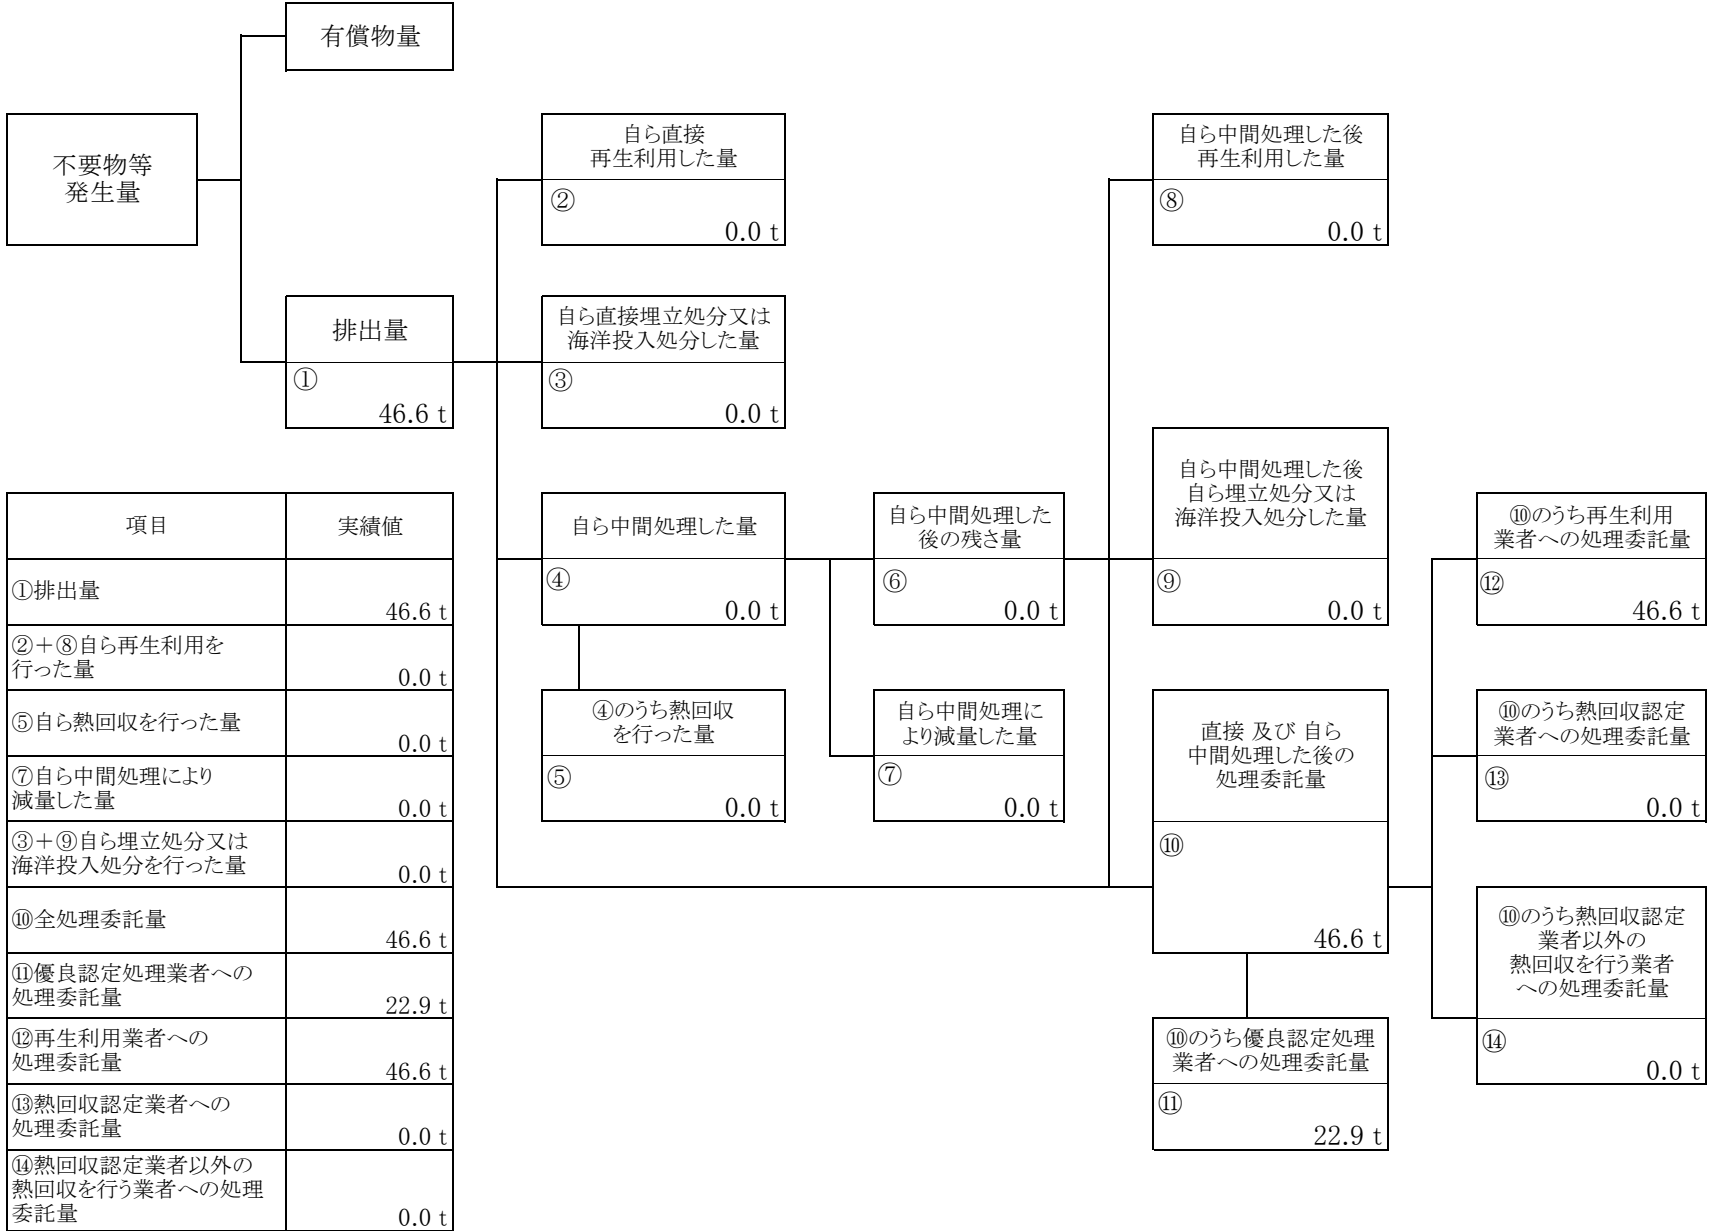 有償物量
不要物等
発生量
自ら直接
再生利用した量
②
0.0 t
自ら中間処理した後
再生利用した量
⑧
0.0 t
排出量
①
46.6 t
自ら直接埋立処分又は
海洋投入処分した量
③
0.0 t
自ら中間処理した量
④
0.0 t
自ら中間処理した
後の残さ量
⑥
0.0 t
自ら中間処理した後
自ら埋立処分又は
海洋投入処分した量
⑨
0.0 t
⑩のうち再生利用
業者への処理委託量
⑫
46.6 t
④のうち熱回収
を行った量
⑤
0.0 t
自ら中間処理に
より減量した量
⑦
0.0 t
直接 及び 自ら
中間処理した後の
処理委託量
⑩
46.6 t
⑩のうち熱回収認定
業者への処理委託量
⑬
0.0 t
⑩のうち熱回収認定
業者以外の
熱回収を行う業者
への処理委託量
⑭
0.0 t
⑩のうち優良認定処理
業者への処理委託量
⑪
22.9 t
項目
実績値
①排出量
46.6 t
②+⑧自ら再生利用を
行った量
0.0 t
⑤自ら熱回収を行った量
0.0 t
⑦自ら中間処理により
減量した量
0.0 t
③+⑨自ら埋立処分又は
海洋投入処分を行った量
0.0 t
⑩全処理委託量
46.6 t
⑪優良認定処理業者への
処理委託量
22.9 t
⑫再生利用業者への
処理委託量
46.6 t
⑬熱回収認定業者への
処理委託量
0.0 t
⑭熱回収認定業者以外の
熱回収を行う業者への処理
委託量
0.0 t